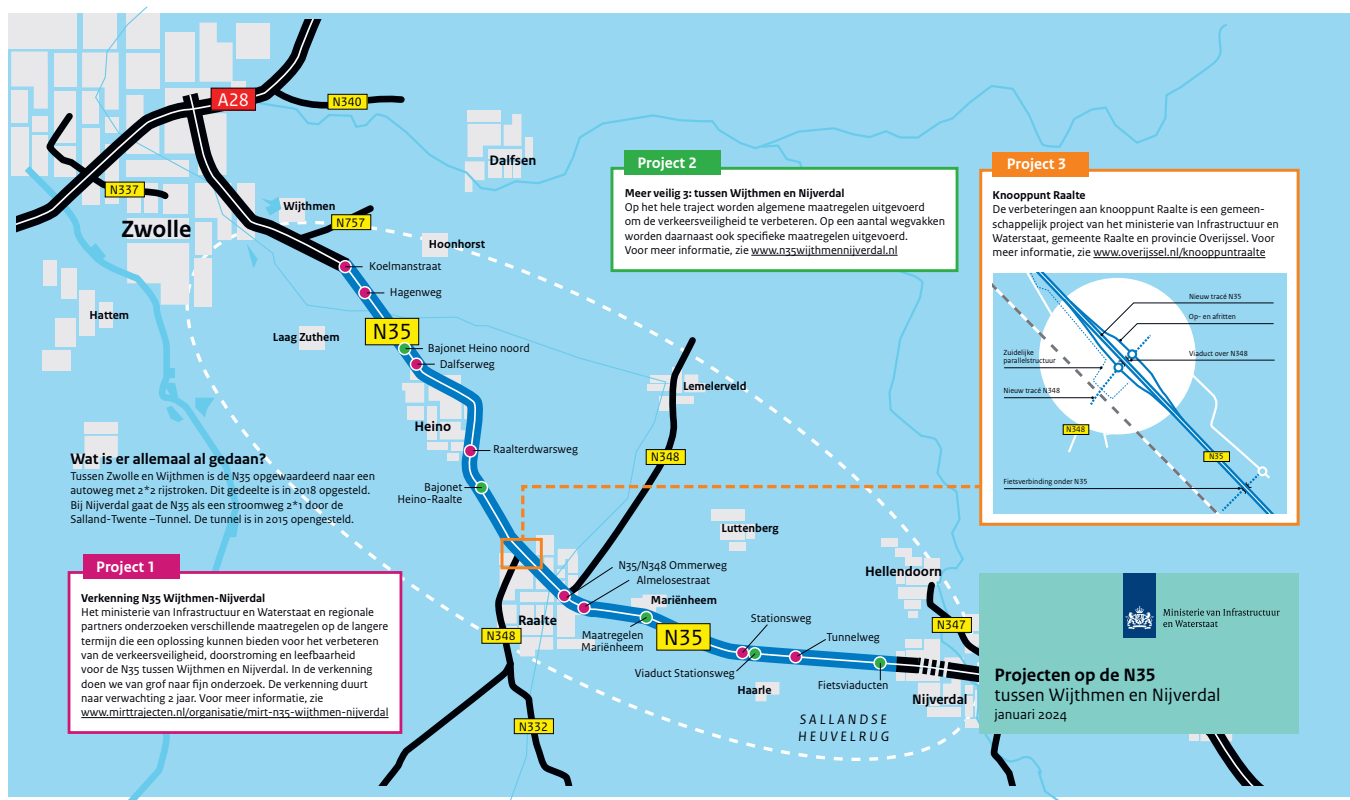 A28
N340
N337
Zwolle
Wijthmen
N757
Dalfsen
Hoonhorst
Koelmanstraat
Hagenweg
Hattem
Laag Zuthem
N35
Bajonet Heino noord
Dalfserweg
Heino
Lemelerveld
Raalterdwarsweg
N348
Bajonet
Heino-Raalte
Luttenberg
N35/N348 Ommerweg
Almelosestraat
Mariënheem
Raalte
Hellendoorn
N348
Maatregelen
Mariënheem
N35
Stationsweg
Tunnelweg
N347
Viaduct Stationsweg
Haarle
Fietsviaducten
Nijverdal
N332
SALLANDSE
HEUVELRUG
Project 2
Meer veilig 3: tussen Wijthmen en Nijverdal
Op het hele traject worden algemene maatregelen uitgevoerd
om de verkeersveiligheid te verbeteren. Op een aantal wegvakken
worden daarnaast ook specifieke maatregelen uitgevoerd.
Voor meer informatie, zie www.n35wijthmennijverdal.nl
Project 3
Knooppunt Raalte
De verbeteringen aan knooppunt Raalte is een gemeen-
schappelijk project van het ministerie van Infrastructuur en
Waterstaat, gemeente Raalte en provincie Overijssel. Voor
meer informatie, zie www.overijssel.nl/knooppuntraalte
Nieuw tracé N35
Op- en afritten
Zuidelijke
parallelstructuur
Viaduct over N348
Nieuw tracé N348
N348
N35
Fietsverbinding onder N35
Wat is er allemaal al gedaan?
Tussen Zwolle en Wijthmen is de N35 opgewaardeerd naar een
autoweg met 2*2 rijstroken. Dit gedeelte is in 2018 opgesteld.
Bij Nijverdal gaat de N35 als een stroomweg 2*1 door de
Salland-Twente –Tunnel. De tunnel is in 2015 opengesteld.
Project 1
Verkenning N35 Wijthmen-Nijverdal
Het ministerie van Infrastructuur en Waterstaat en regionale
partners onderzoeken verschillende maatregelen op de langere
termijn die een oplossing kunnen bieden voor het verbeteren
van de verkeersveiligheid, doorstroming en leefbaarheid
voor de N35 tussen Wijthmen en Nijverdal. In de verkenning
doen we van grof naar fijn onderzoek. De verkenning duurt
naar verwachting 2 jaar. Voor meer informatie, zie
www.mirttrajecten.nl/organisatie/mirt-n35-wijthmen-nijverdal
Ministerie van Infrastructuur
en Waterstaat
Projecten op de N35
tussen Wijthmen en Nijverdal
januari 2024